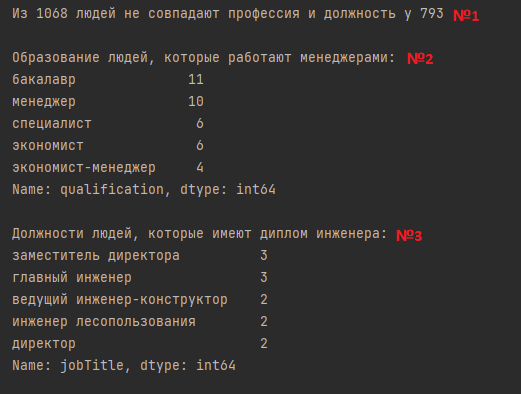 Из 1068 людей не совпадают профессия и должность у 793 №1
Образование людей, которые работают менеджерами: №2
бакалавр 11
менеджер 10
специалист 6
экономист 6
экономист-менеджер 4
Name: qualification, dtype: int64
Должности людей, которые имеют диплом инженера: №3
заместитель директора 3
главный инженер 3
ведущий инженер-конструктор 2
инженер лесопользования 2
директор 2
Name: jobTitle, dtype: int64